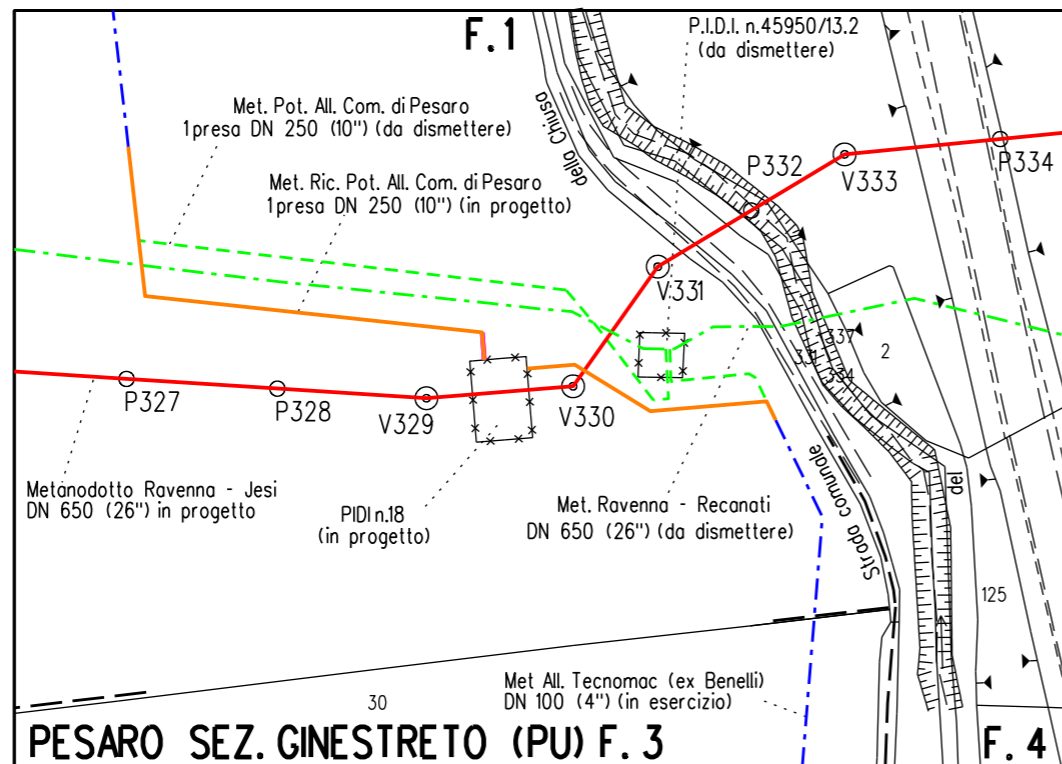 F.1
P.I.D.I. n.45950/13.2
(da dismettere)
Met. Pot. All. Com. di Pesaro
1 presa DN 250 (10") (da dismettere)
Met. Ric. Pot. All. Com. di Pesaro
1 presa DN 250 (10") (in progetto)
della Chiusa
P332
V333
P334
V331
337
2
334
P327
P328
V329
V330
Metanodotto Ravenna - Jesi
DN 650 (26") in progetto
PIDI n.18
(in progetto)
Met. Ravenna - Recanati
DN 650 (26") (da dismettere)
Strada comunale
del
125
Met All. Tecnomac (ex Benelli)
DN 100 (4") (in esercizio)
30
PESARO SEZ. GINESTRETO (PU) F. 3
F. 4